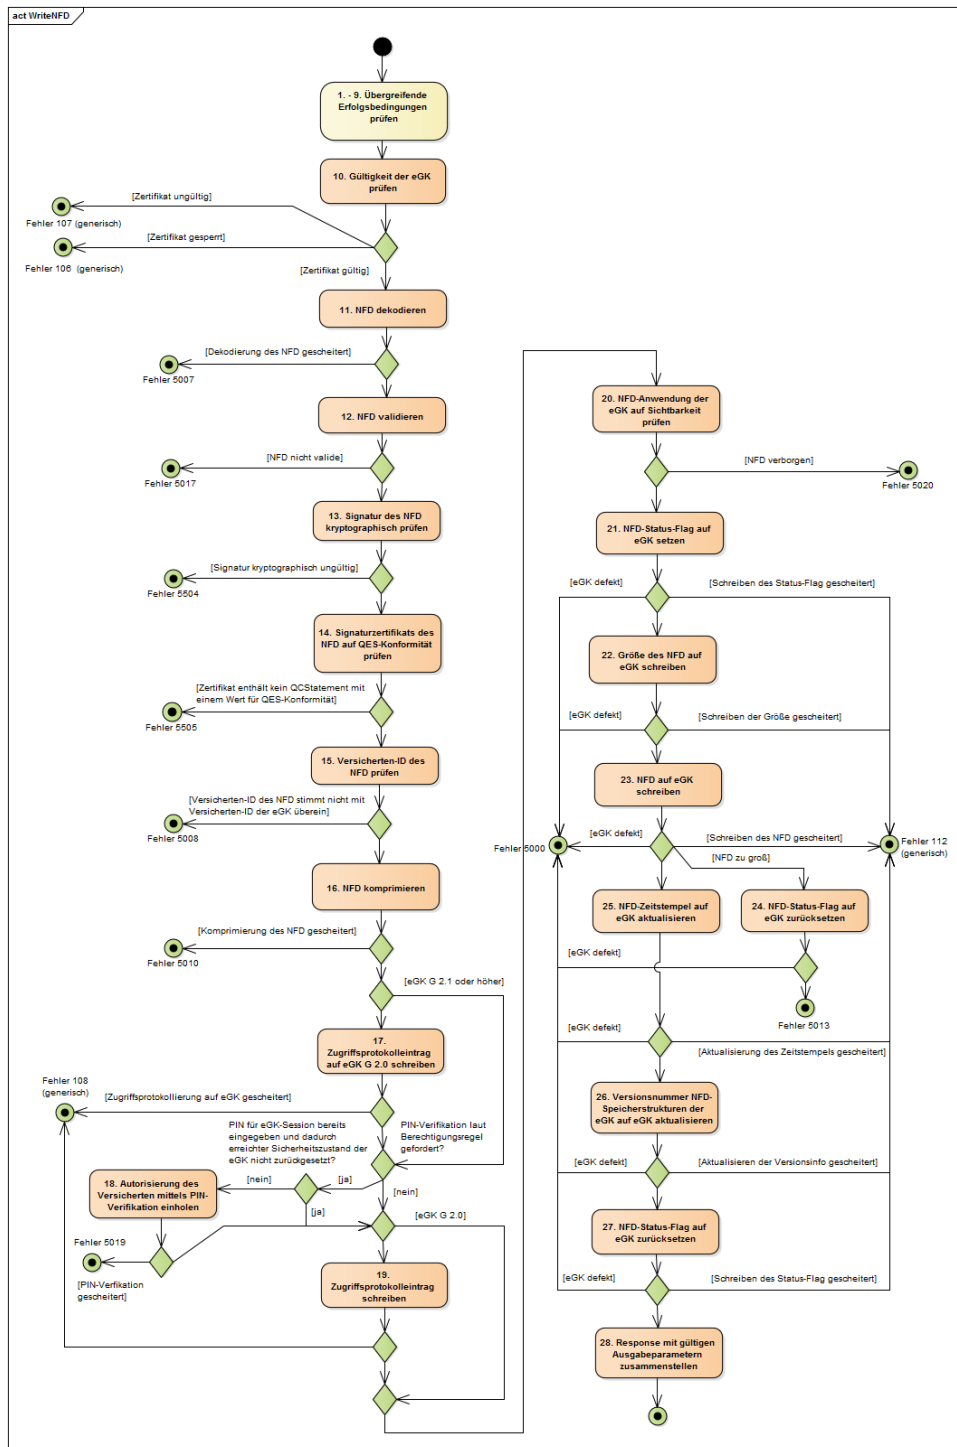 act WriteNFD
1. - 9. Übergreifende
Erfolgsbedingungen
prüfen
10. Gültigkeit der eGK
prüfen
[Zertifikat ungültig]
Fehler 107 (generisch)
[Zertifikat gesperrt]
Fehler 106 (generisch)
[Zertifikat gültig]
11. NFD dekodieren
[Dekodierung des NFD gescheitert]
Fehler 5007
12. NFD validieren
[NFD nicht valide]
Fehler 5017
13. Signatur des NFD
kryptographisch prüfen
[Signatur kryptographisch ungültig]
Fehler 5504
14. Signaturzertifikats des
NFD auf QES-Konformität
prüfen
[Zertifikat enthält kein QCStatement mit
einem Wert für QES-Konformität]
Fehler 5505
15. Versicherten-ID des
NFD prüfen
[Versicherten-ID des NFD stimmt nicht mit
Versicherten-ID der eGK überein]
Fehler 5008
16. NFD komprimieren
[Komprimierung des NFD gescheitert]
Fehler 5010
[eGK G 2.1 oder höher]
17.
Zugriffsprotokolleintrag
auf eGK G 2.0 schreiben
Fehler 108
(generisch)
[Zugriffsprotokollierung auf eGK gescheitert]
PIN für eGK-Session bereits
eingegeben und dadurch
erreichter Sicherheitszustand der
eGK nicht zurückgesetzt?
PIN-Verifikation laut
Berechtigungsregel
gefordert?
[nein]
[ja]
18. Autorisierung des
Versicherten mittels PIN-
Verifikation einholen
[nein]
[ja]
[eGK G 2.0]
Fehler 5019
[PIN-Verfikation
gescheitert]
19.
Zugriffsprotokolleintrag
schreiben
20. NFD-Anwendung der
eGK auf Sichtbarkeit
prüfen
[NFD verborgen]
Fehler 5020
21. NFD-Status-Flag auf
eGK setzen
[eGK defekt]
[Schreiben des Status-Flag gescheitert]
22. Größe des NFD auf
eGK schreiben
[eGK defekt]
[Schreiben der Größe gescheitert]
23. NFD auf eGK
schreiben
[eGK defekt]
[Schreiben des NFD gescheitert]
Fehler 5000
Fehler 112
(generisch)
[NFD zu groß]
25. NFD-Zeitstempel auf
eGK aktualisieren
24. NFD-Status-Flag auf
eGK zurücksetzen
[eGK defekt]
Fehler 5013
[eGK defekt]
[Aktualisierung des Zeitstempels gescheitert]
26. Versionsnummer NFD-
Speicherstrukturen der
eGK auf eGK aktualisieren
[eGK defekt]
[Aktualisieren der Versionsinfo gescheitert]
27. NFD-Status-Flag auf
eGK zurücksetzen
[eGK defekt]
[Schreiben des Status-Flag gescheitert]
28. Response mit gültigen
Ausgabeparametern
zusammenstellen